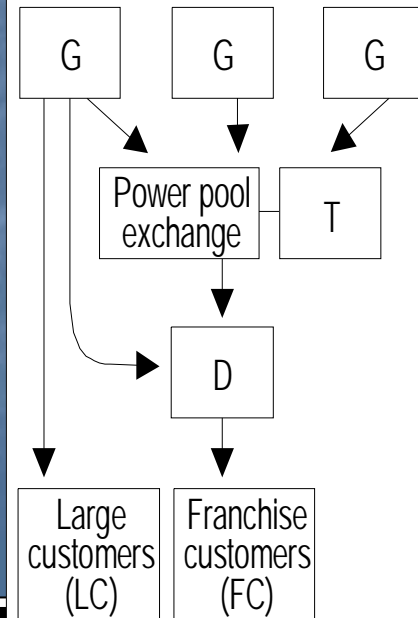 G
G
G
Power pool
exchange
T
D
Large
customers
(LC)
Franchise
customers
(FC)